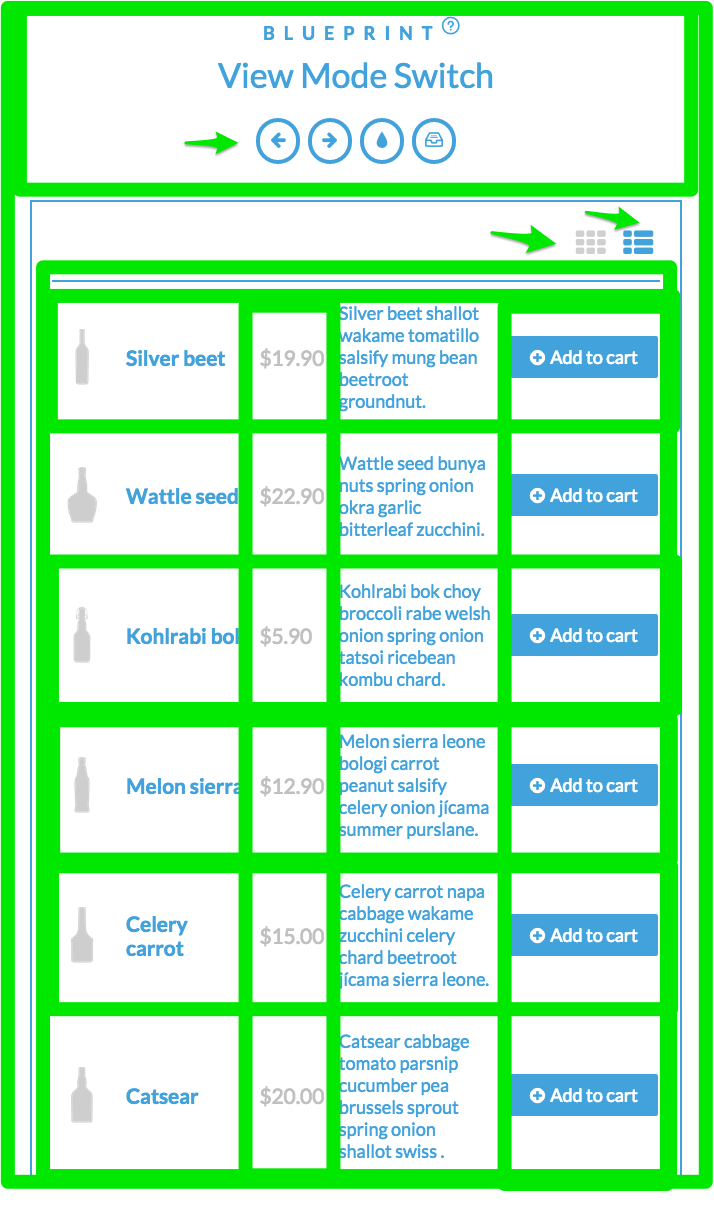 BLUEPRINT ?
View Mode Switch
Silver beet
$19.90
Silver beet shallot
wakame tomatillo
salsify mung bean
beetroot
groundnut.
Add to cart
Wattle seed
$22.90
Wattle seed bunya
nuts spring onion
okra garlic
bitterleaf zucchini.
Add to cart
Kohlrabi bok
$5.90
Kohlrabi bok choy
broccoli rabe welsh
onion spring onion
tatsoi ricebean
kombu chard.
Add to cart
Melon sierra
$12.90
Melon sierra leone
bologi carrot
peanut salsify
celery onion jícama
summer purslane.
Add to cart
Celery
carrot
$15.00
Celery carrot napa
cabbage wakame
zucchini celery
chard beetroot
jícama sierra leone.
Add to cart
Catsear
$20.00
Catsear cabbage
tomato parsnip
cucumber pea
brussels sprout
spring onion
shallot swiss .
Add to cart